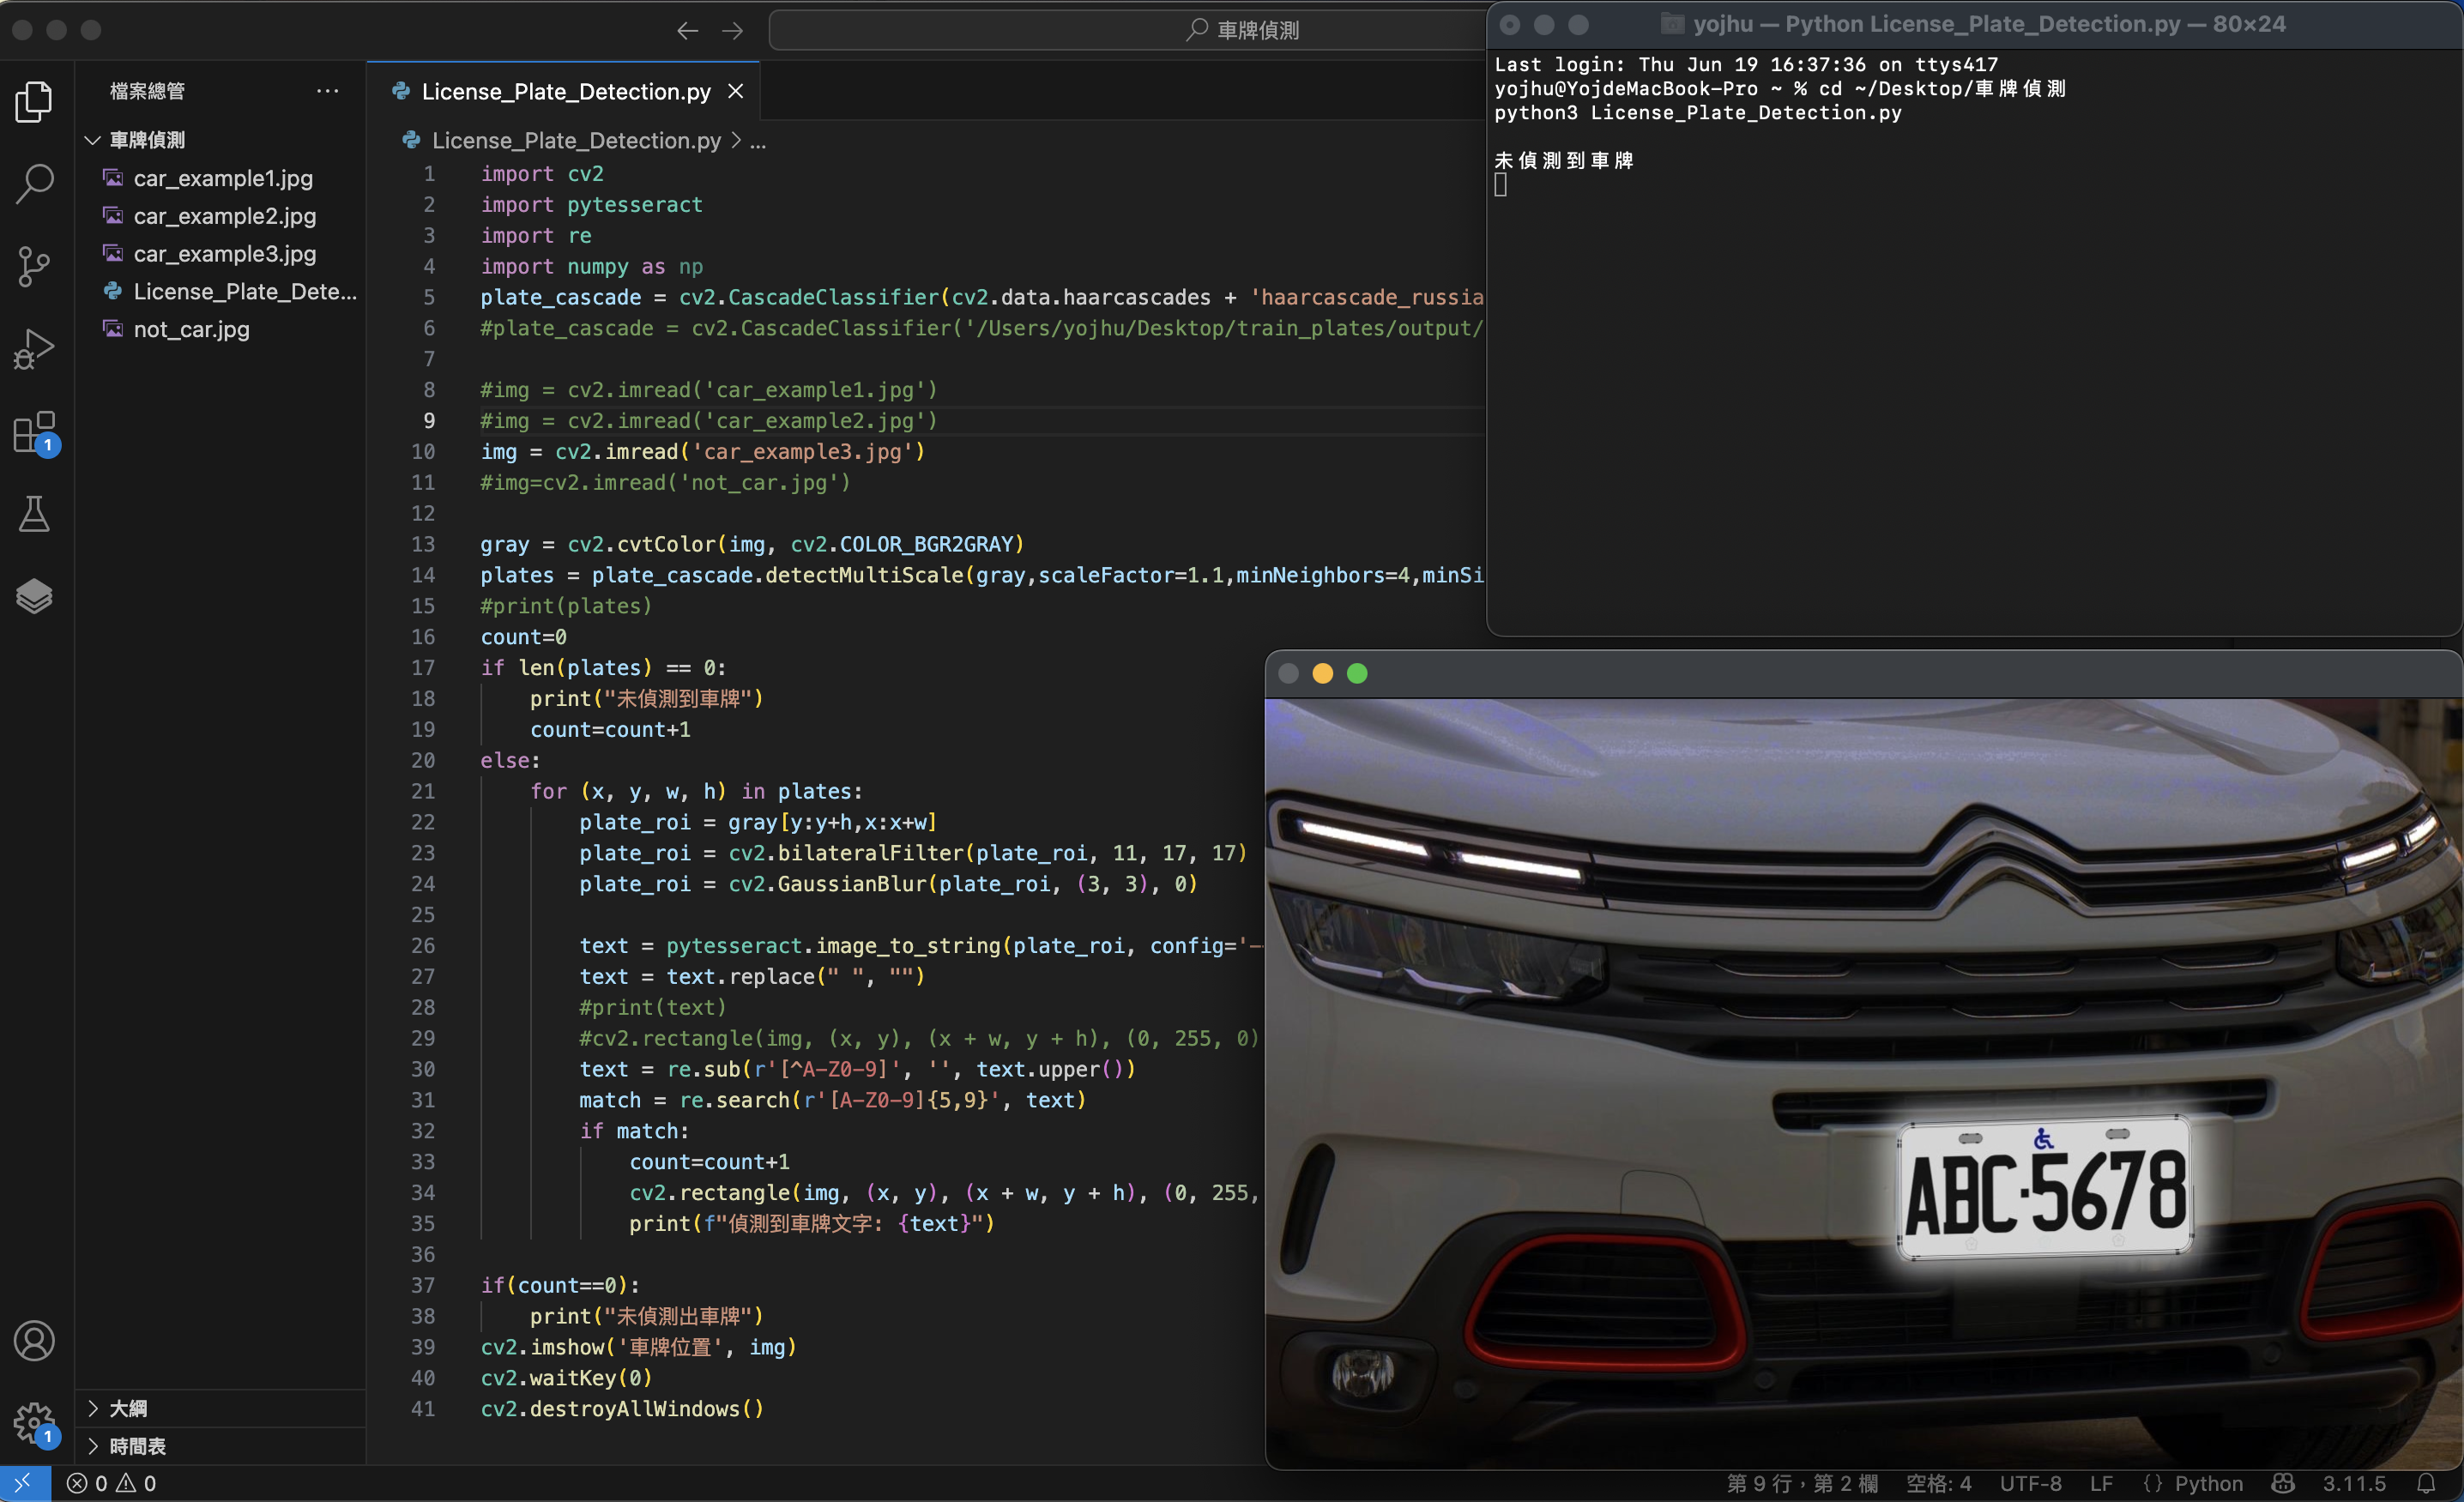 車牌偵測
檔案總管
車牌偵測
car_example1.jpg
car_example2.jpg
car_example3.jpg
License_Plate_Dete...
not_car.jpg
大綱
時間表
License_Plate_Detection.py
License_Plate_Detection.py > ...
1 import cv2
2 import pytesseract
3 import re
4 import numpy as np
5 plate_cascade = cv2.CascadeClassifier(cv2.data.haarcascades + 'haarcascade_russia
6 #plate_cascade = cv2.CascadeClassifier('/Users/yojhu/Desktop/train_plates/output/
7
8 #img = cv2.imread('car_example1.jpg')
9 #img = cv2.imread('car_example2.jpg')
10 img = cv2.imread('car_example3.jpg')
11 #img=cv2.imread('not_car.jpg')
12
13 gray = cv2.cvtColor(img, cv2.COLOR_BGR2GRAY)
14 plates = plate_cascade.detectMultiScale(gray,scaleFactor=1.1,minNeighbors=4,minSi
15 #print(plates)
16 count=0
17 if len(plates) == 0:
18     print("未偵測到車牌")
19     count=count+1
20 else:
21     for (x, y, w, h) in plates:
22         plate_roi = gray[y:y+h,x:x+w]
23         plate_roi = cv2.bilateralFilter(plate_roi, 11, 17, 17)
24         plate_roi = cv2.GaussianBlur(plate_roi, (3, 3), 0)
25
26         text = pytesseract.image_to_string(plate_roi, config='--
27         text = text.replace(" ", "")
28         #print(text)
29         #cv2.rectangle(img, (x, y), (x + w, y + h), (0, 255, 0)
30         text = re.sub(r'[^A-Z0-9]', '', text.upper())
31         match = re.search(r'[A-Z0-9]{5,9}', text)
32         if match:
33             count=count+1
34             cv2.rectangle(img, (x, y), (x + w, y + h), (0, 255,
35             print(f"偵測到車牌文字: {text}")
36
37 if(count==0):
38     print("未偵測出車牌")
39 cv2.imshow('車牌位置', img)
40 cv2.waitKey(0)
41 cv2.destroyAllWindows()
yojhu — Python License_Plate_Detection.py — 80×24
Last login: Thu Jun 19 16:37:36 on ttys417
yojhu@YojdeMacBook-Pro ~ % cd ~/Desktop/車牌偵測
python3 License_Plate_Detection.py
未偵測到車牌
ABC·5678
1
1
0 0
第 9 行，第 2 欄 空格: 4 UTF-8 LF {} Python 3.11.5